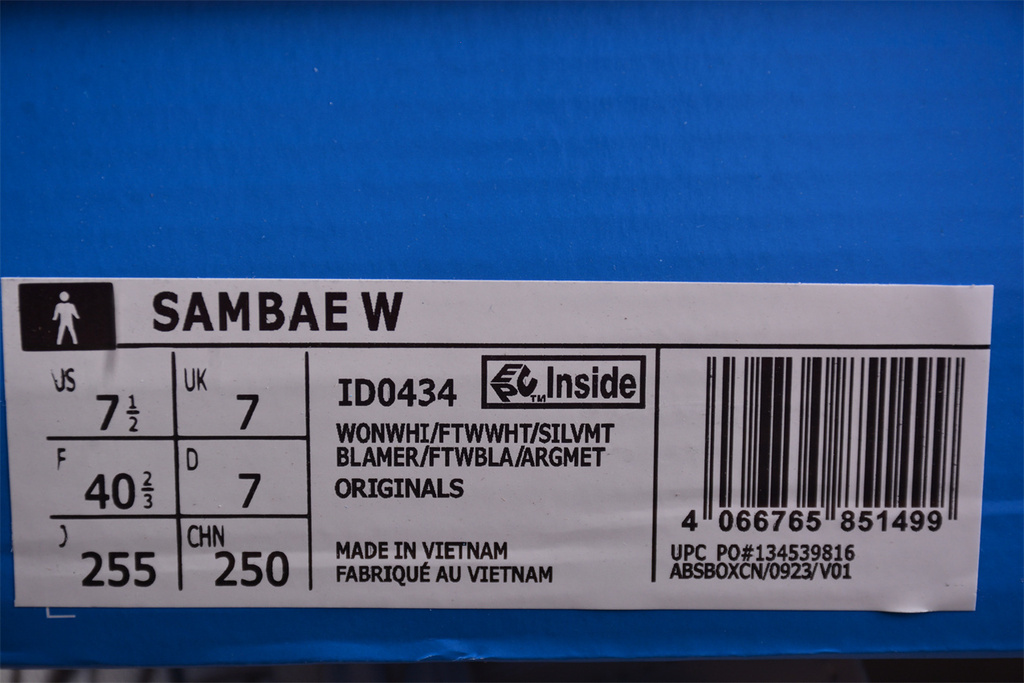 SAMBAE W
US 7 1/2 UK 7
F 40 2/3 D 7
J 255 CHN 250
ID0434 EPC™ Inside
WONWHI/FTWWHT/SILVMT
BLAMER/FTWBLA/ARGMET
ORIGINALS
MADE IN VIETNAM
FABRIQUÉ AU VIETNAM
4 066765 851499
UPC PO#134539816
ABSBOXCN/0923/V01